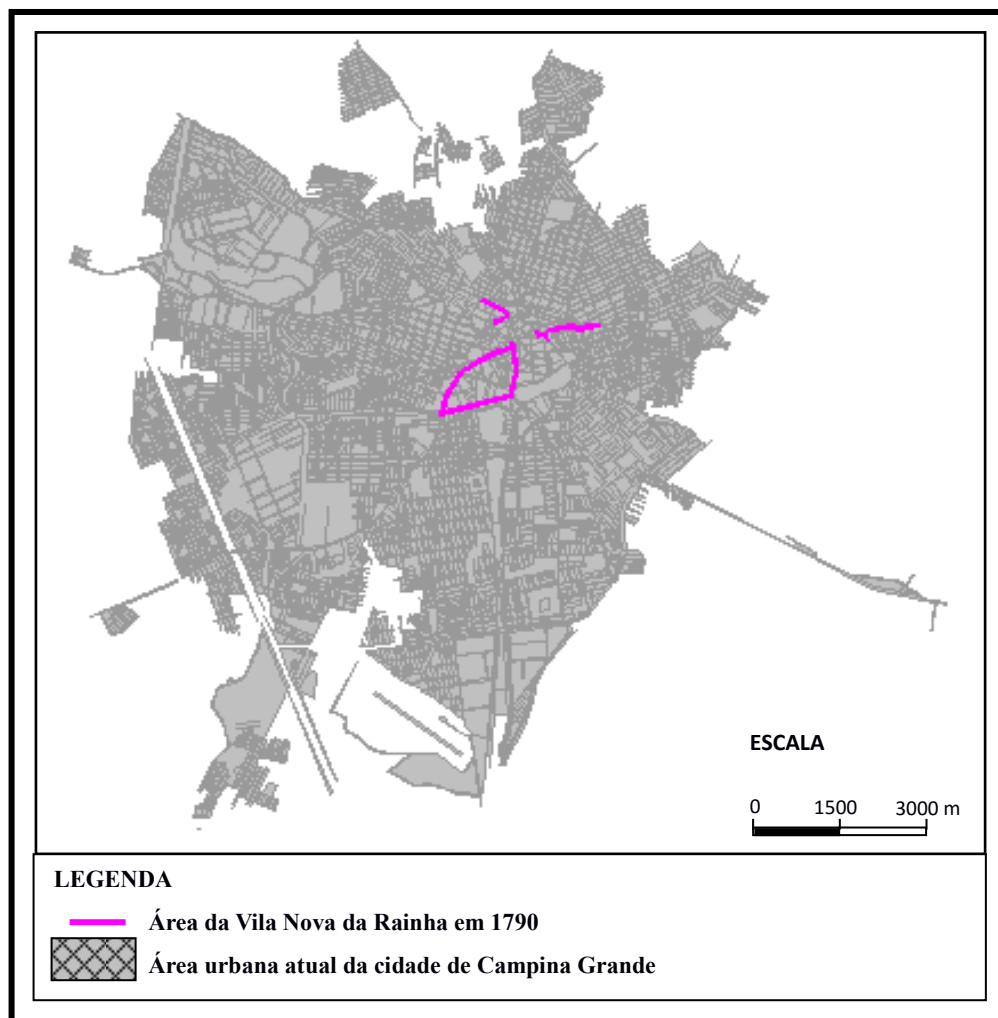 ESCALA
0 1500 3000 m
LEGENDA
Área da Vila Nova da Rainha em 1790
Área urbana atual da cidade de Campina Grande